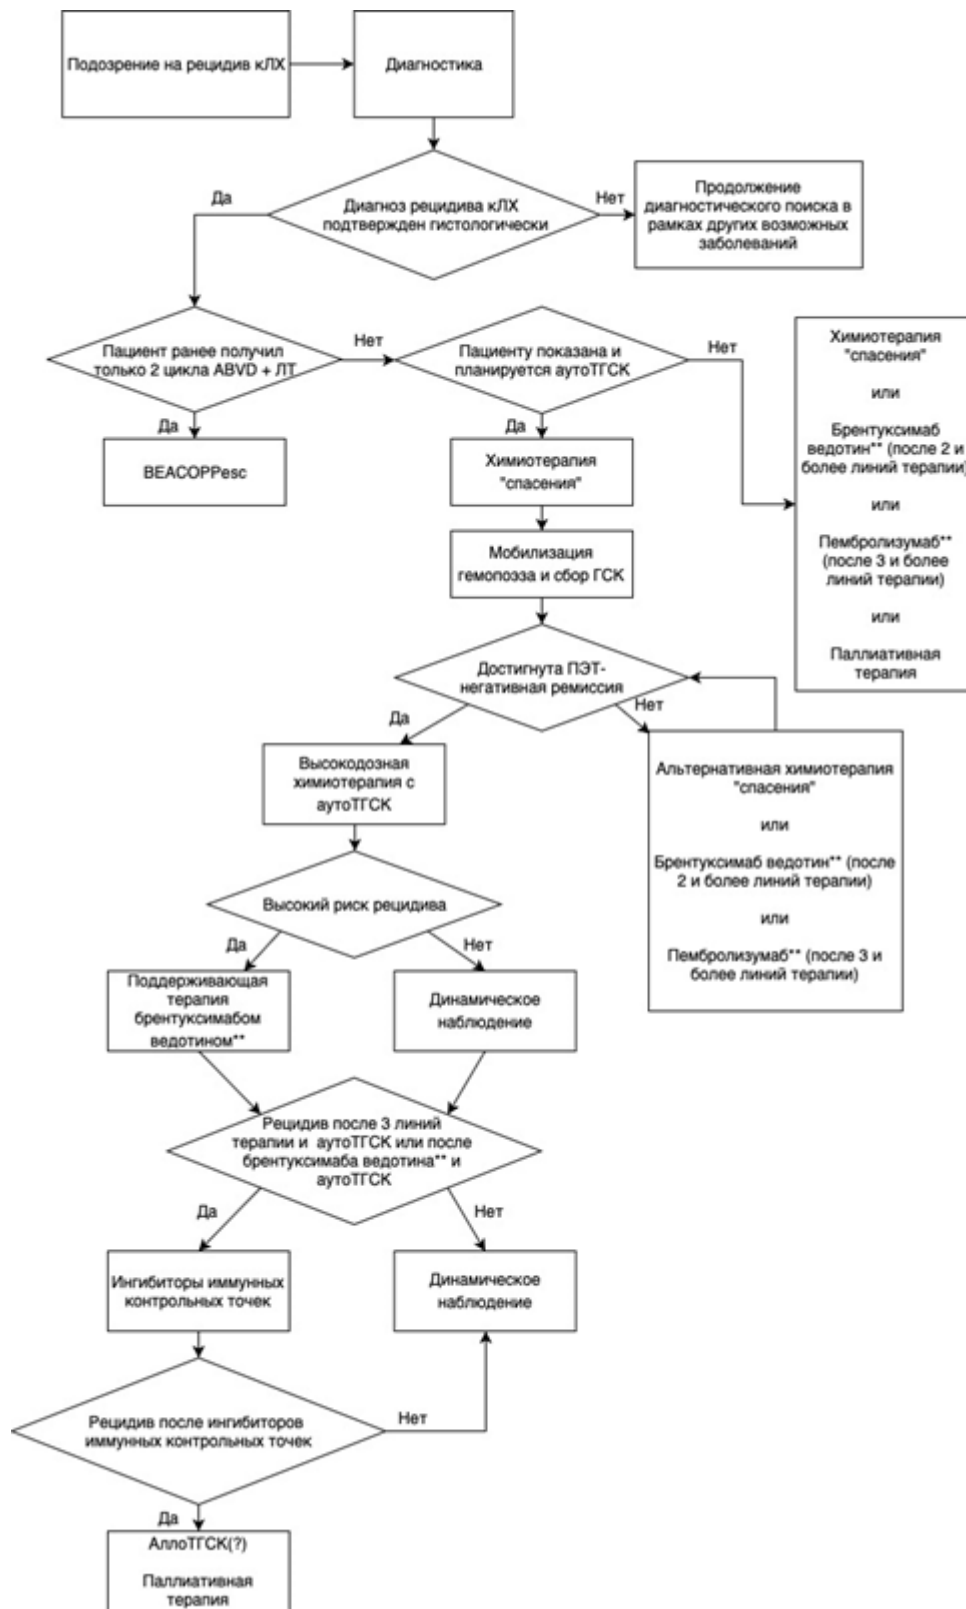 Подозрение на рецидив кЛХ
Диагностика
Диагноз рецидива кЛХ
подтвержден гистологически
Да
Нет
Продолжение
диагностического поиска в
рамках других возможных
заболеваний
Пациент ранее получил
только 2 цикла ABVD + ЛТ
Нет
Пациенту показана и
планируется аутоТГСК
Нет
Химиотерапия
"спасения"
или
Брентуксимаб
ведотин** (после 2 и
более линий терапии)
или
Пембролизумаб**
(после 3 и более
линий терапии)
или
Паллиативная
терапия
Да
BEACOPPesc
Да
Химиотерапия
"спасения"
Мобилизация
гемопоэза и сбор ГСК
Достигнута ПЭТ-
негативная ремиссия
Да
Нет
Высокодозная
химиотерапия с
аутоТГСК
Альтернативная химиотерапия
"спасения"
или
Брентуксимаб ведотин** (после
2 и более линий терапии)
или
Пембролизумаб** (после 3 и
более линий терапии)
Высокий риск рецидива
Да
Нет
Поддерживающая
терапия
брентуксимабом
ведотином**
Динамическое
наблюдение
Рецидив после 3 линий
терапии и аутоТГСК или после
брентуксимаба ведотина** и
аутоТГСК
Да
Нет
Ингибиторы иммунных
контрольных точек
Динамическое
наблюдение
Рецидив после ингибиторов
иммунных контрольных точек
Нет
Да
АллоТГСК(?)
Паллиативная
терапия